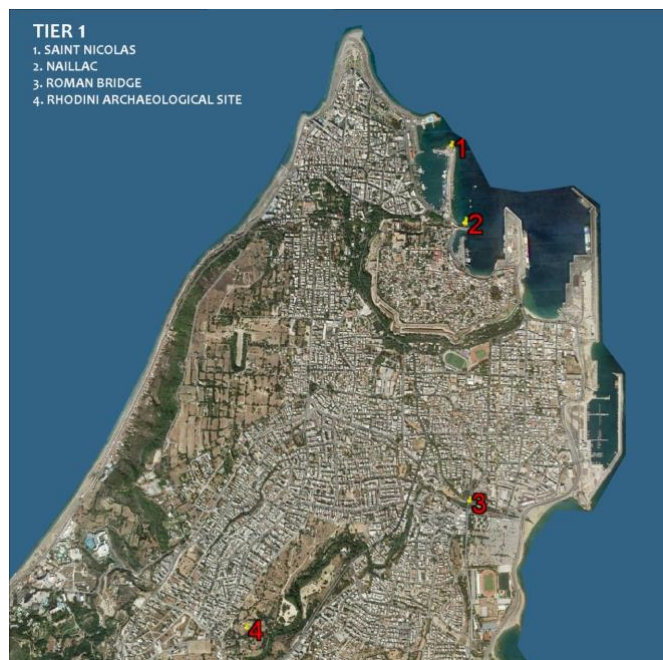 TIER 1
1. SAINT NICOLAS
2. NAILLAC
3. ROMAN BRIDGE
4. RHODINI ARCHAEOLOGICAL SITE
1
2
3
4